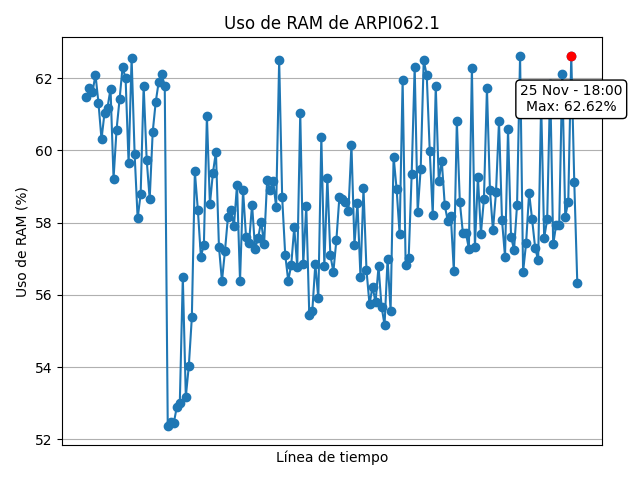 Uso de RAM de ARPI062.1
Uso de RAM (%)
62
60
58
56
54
52
25 Nov - 18:00
Max: 62.62%
Línea de tiempo